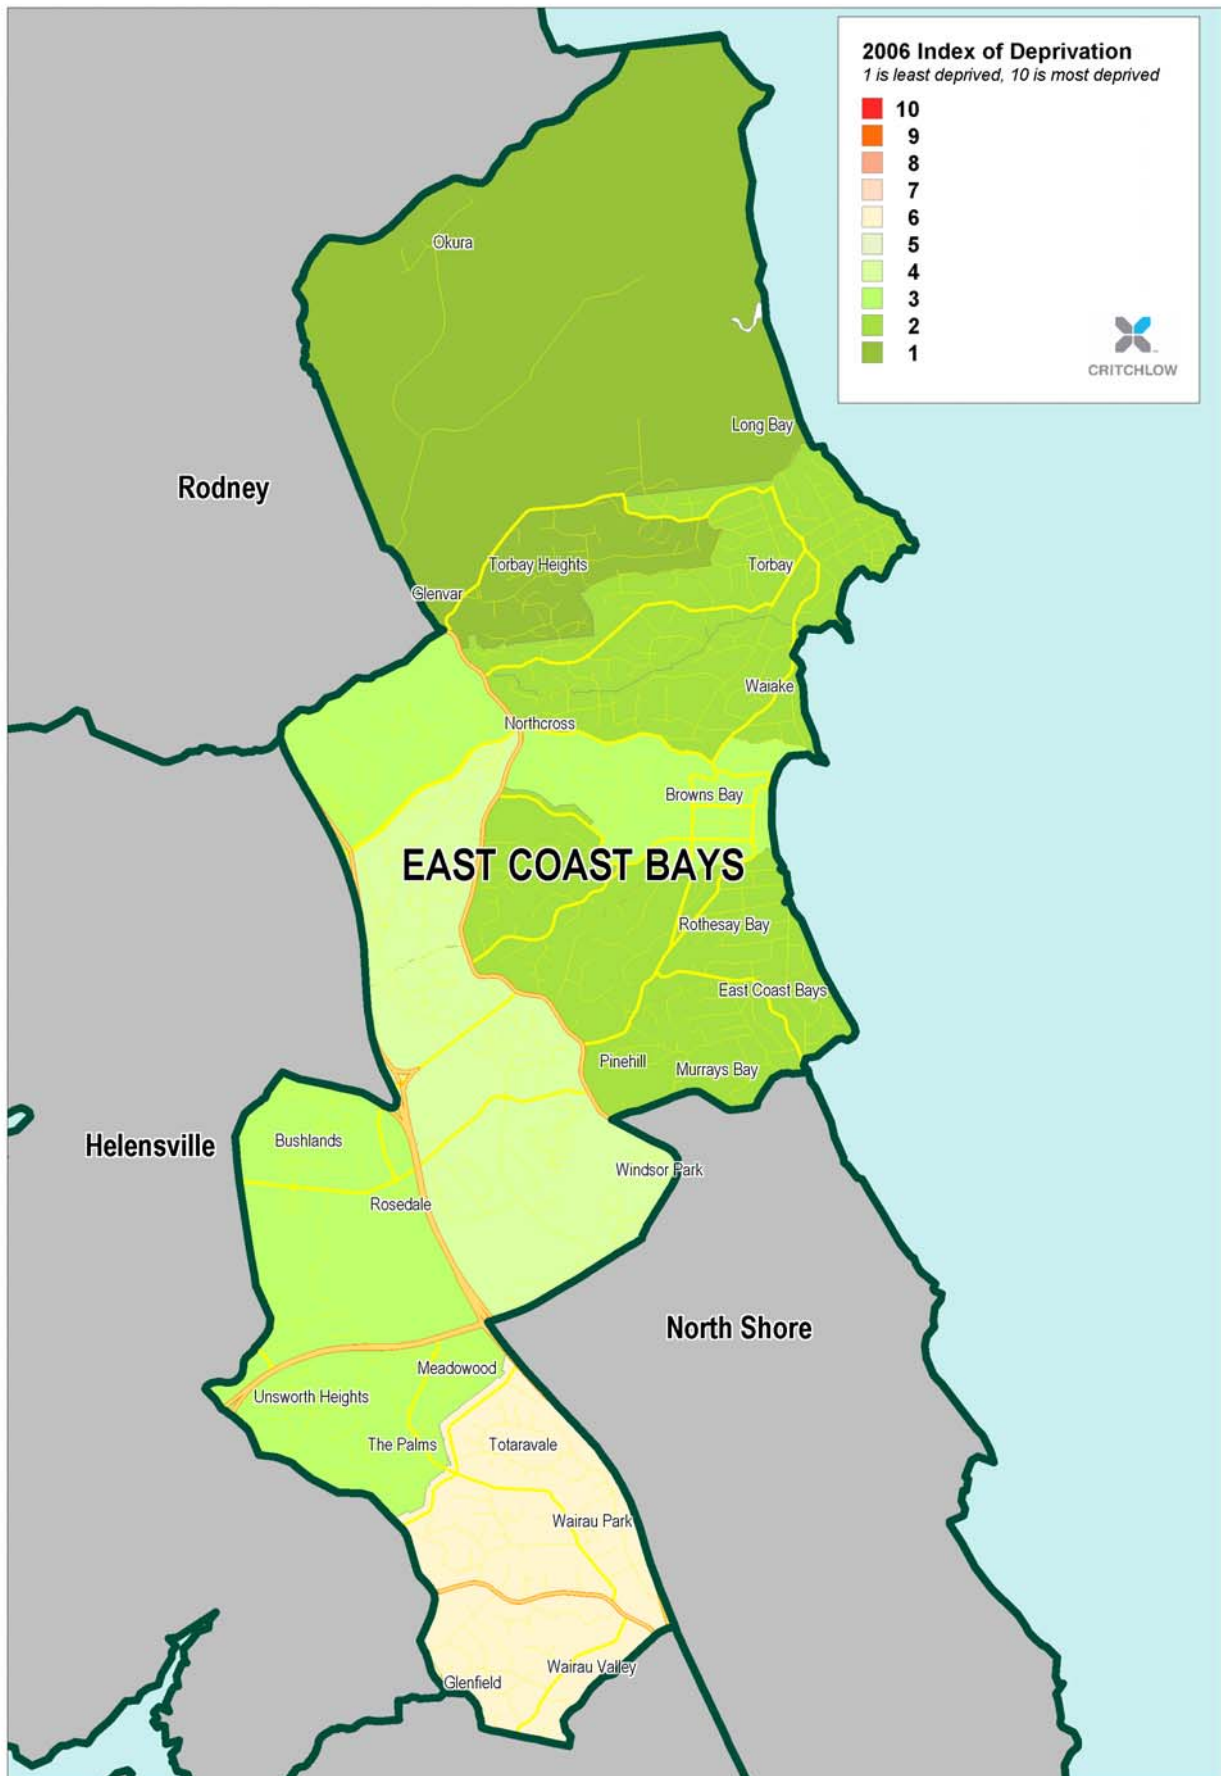 2006 Index of Deprivation
1 is least deprived, 10 is most deprived
10
9
8
7
6
5
4
3
2
1
CRITCHLOW
Okura
Long Bay
Rodney
Torbay Heights
Torbay
Glenvar
Waiake
Northcross
Browns Bay
EAST COAST BAYS
Rothesay Bay
East Coast Bays
Pinehill
Murrays Bay
Helensville
Bushlands
Windsor Park
Rosedale
North Shore
Meadowood
Unsworth Heights
The Palms
Totaravale
Wairau Park
Wairau Valley
Glenfield